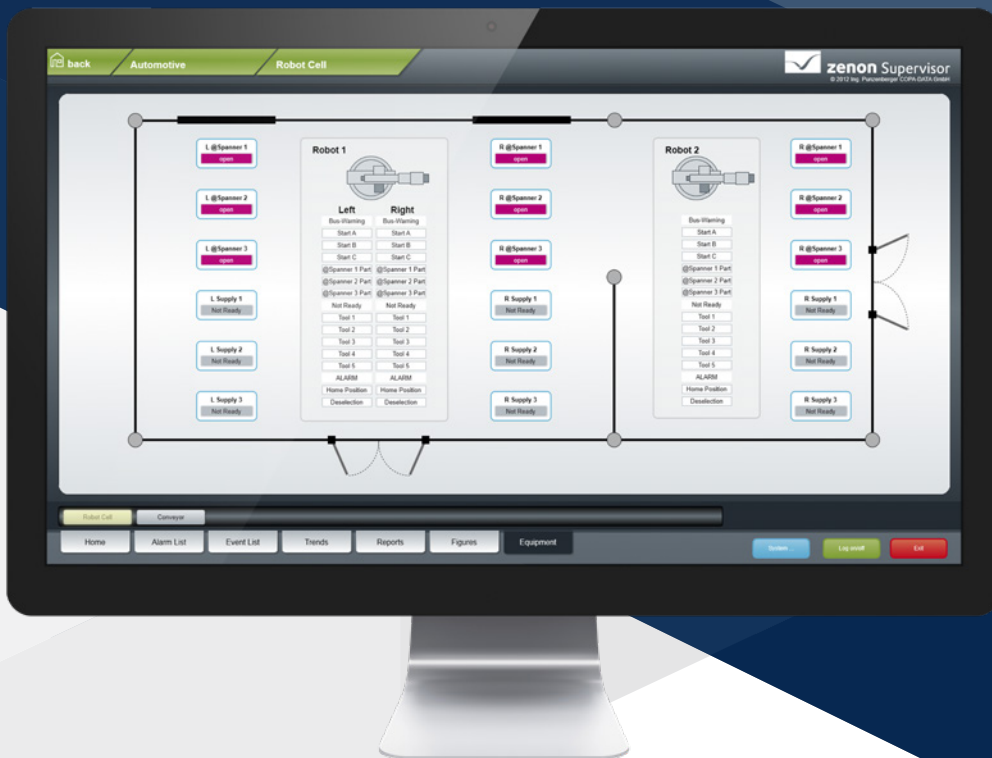 back
Automotive
Robot Cell
zenon Supervisor
© 2012 Ing. Punzenberger COPA-DATA GmbH
L @Spanner 1
open
L @Spanner 2
open
L @Spanner 3
open
L Supply 1
Not Ready
L Supply 2
Not Ready
L Supply 3
Not Ready
Robot 1
Left Right
Bus-Warning Bus-Warning
Start A Start A
Start B Start B
Start C Start C
@Spanner 1 Part @Spanner 1 Part
@Spanner 2 Part @Spanner 2 Part
@Spanner 3 Part @Spanner 3 Part
Not Ready Not Ready
Tool 1 Tool 1
Tool 2 Tool 2
Tool 3 Tool 3
Tool 4 Tool 4
Tool 5 Tool 5
ALARM ALARM
Home Position Home Position
Deselection Deselection
R @Spanner 1
open
R @Spanner 2
open
R @Spanner 3
open
R Supply 1
Not Ready
R Supply 2
Not Ready
R Supply 3
Not Ready
Robot 2
Bus-Warning
Start A
Start B
Start C
@Spanner 1 Part
@Spanner 2 Part
@Spanner 3 Part
Not Ready
Tool 1
Tool 2
Tool 3
Tool 4
Tool 5
ALARM
Home Position
Deselection
R @Spanner 1
open
R @Spanner 2
open
R @Spanner 3
open
R Supply 1
Not Ready
R Supply 2
Not Ready
R Supply 3
Not Ready
Robot Cell
Conveyor
Home
Alarm List
Event List
Trends
Reports
Figures
Equipment
System ...
Log on/off
Exit